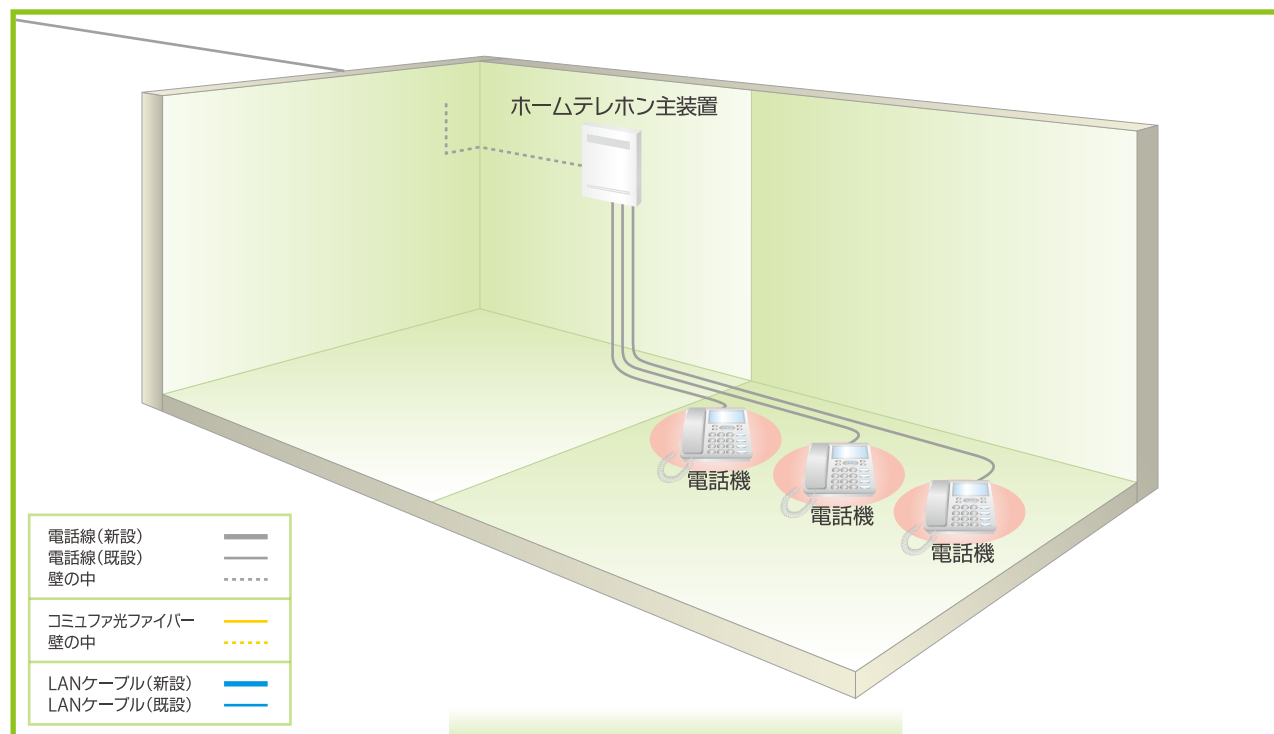 ホームテレホン主装置
電話機
電話機
電話機
電話線(新設)
電話線(既設)
壁の中
コミュファ光ファイバー
壁の中
LANケーブル(新設)
LANケーブル(既設)